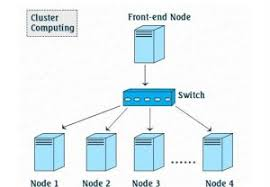 Cluster
Computing
Front-end Node
Switch
Node 1
Node 2
Node 3
Node 4